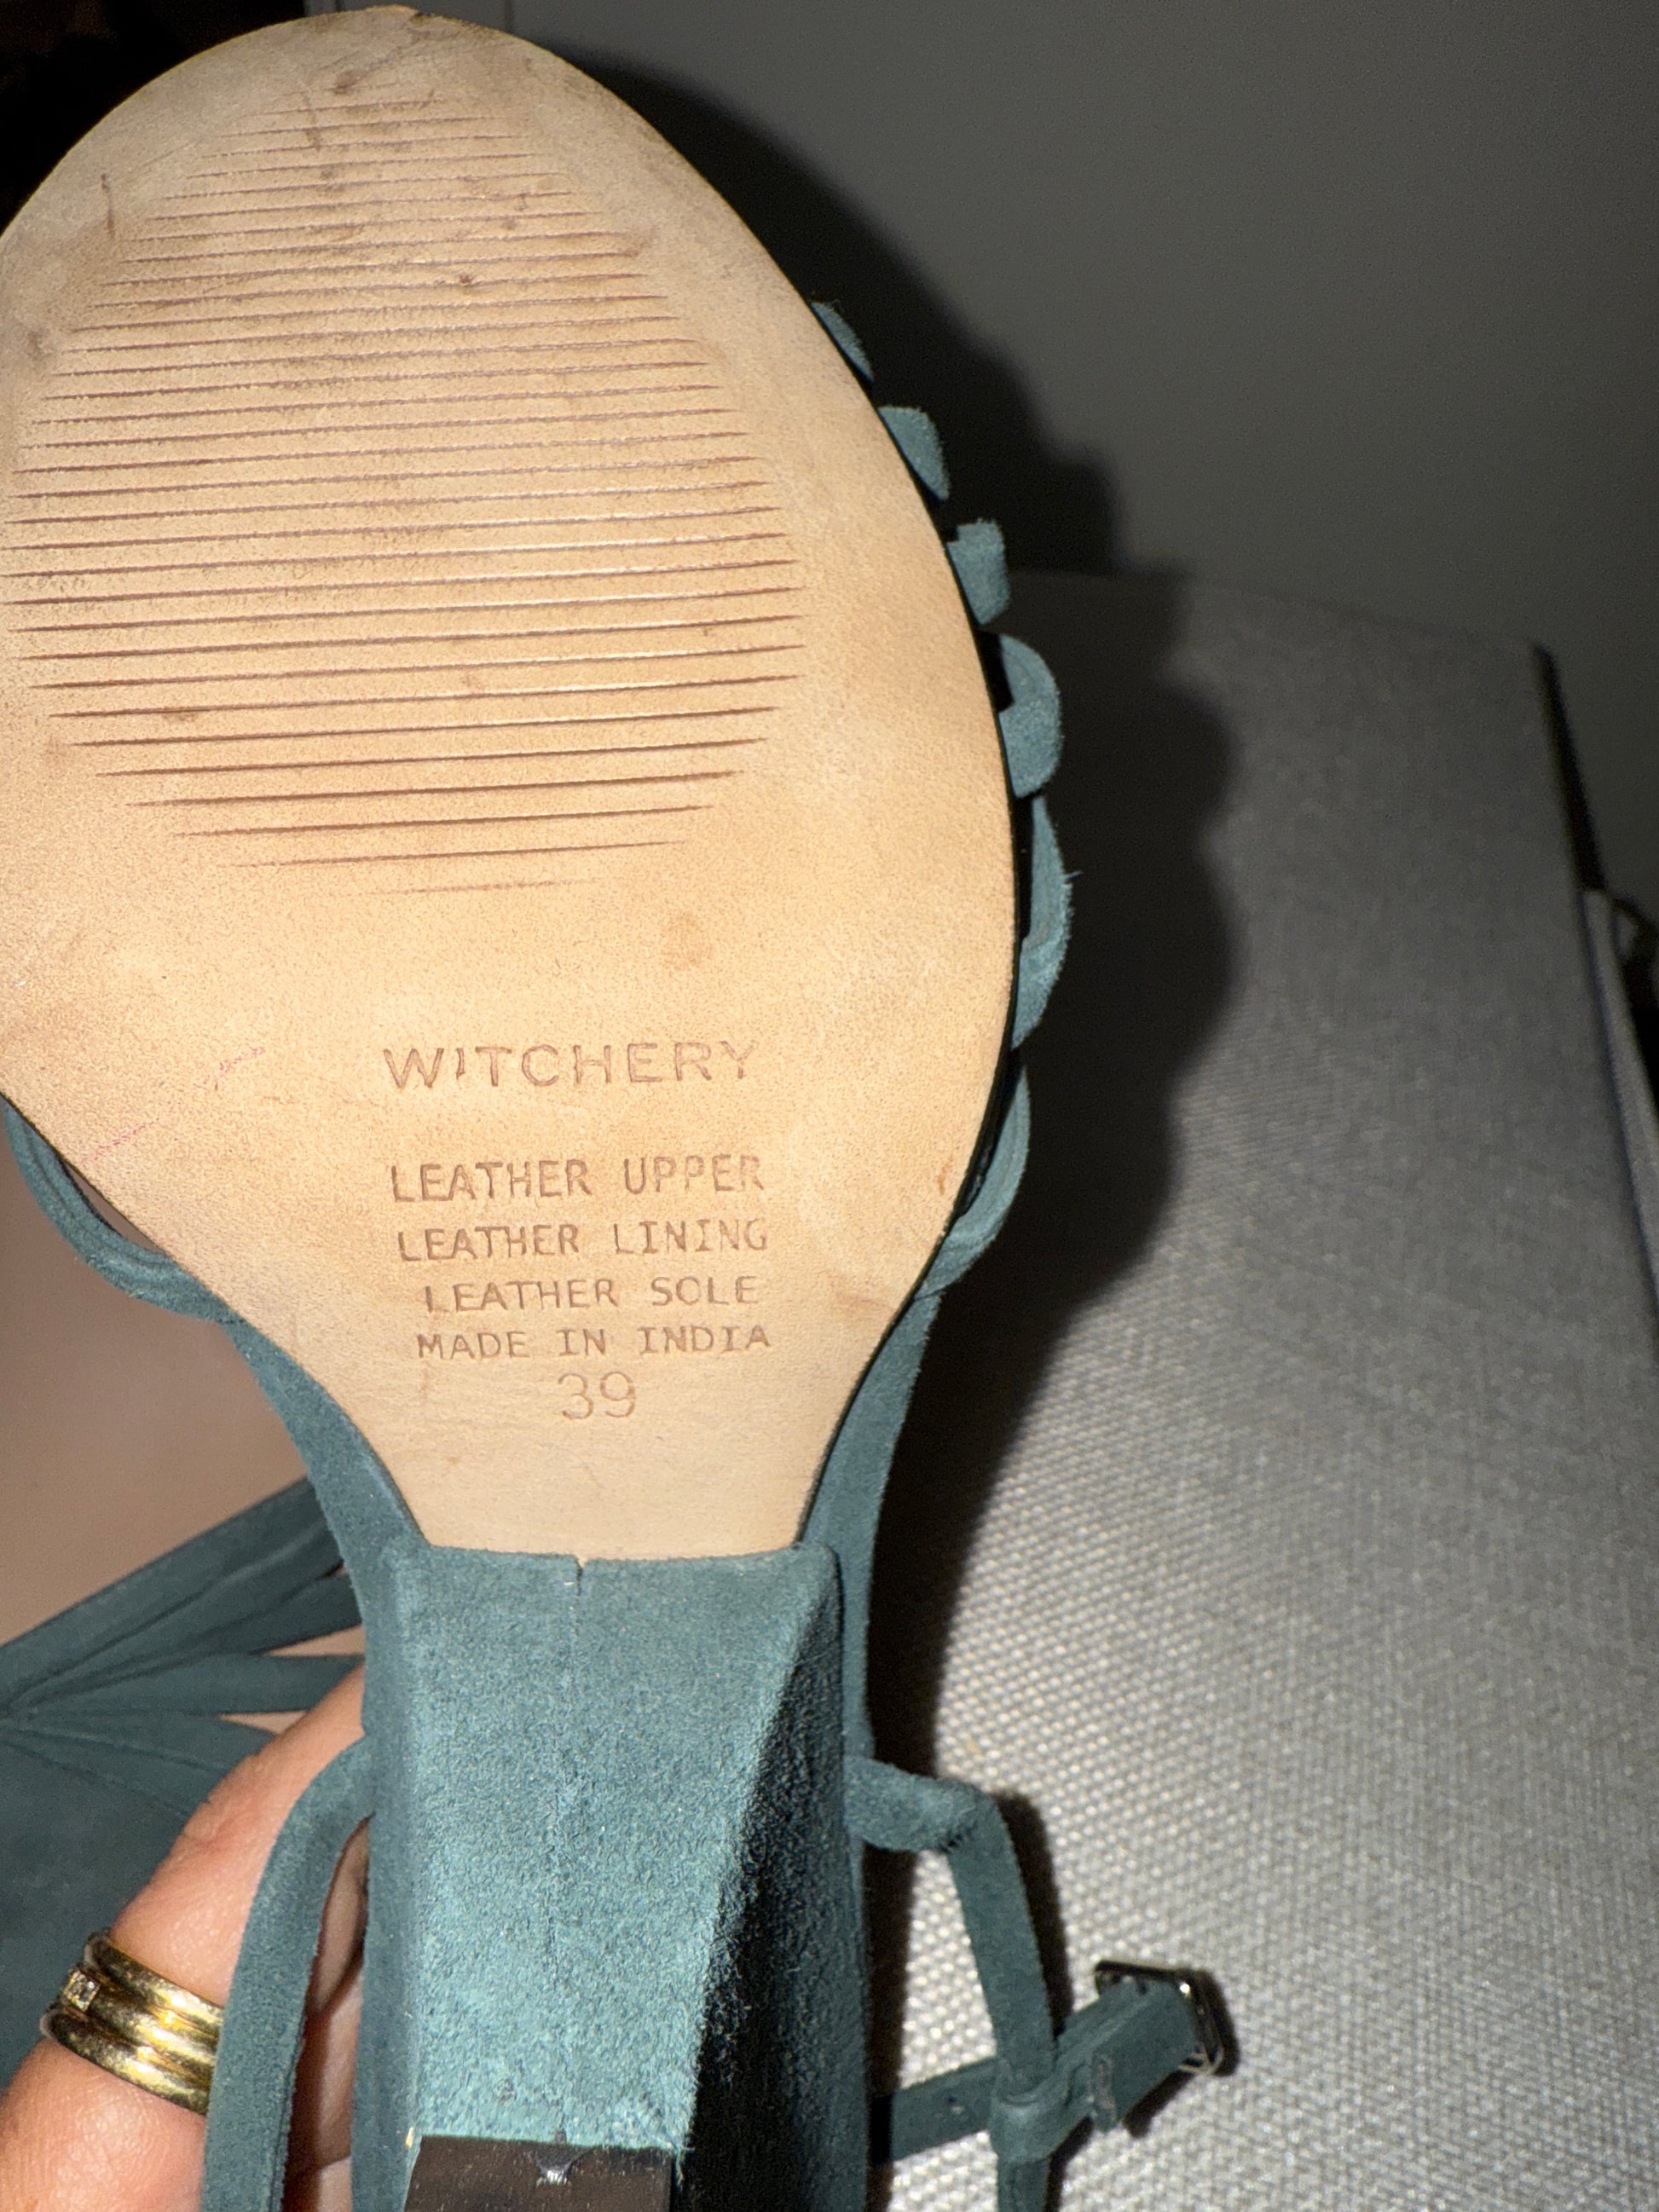 WITCHERY
LEATHER UPPER
LEATHER LINING
LEATHER SOLE
MADE IN INDIA
39